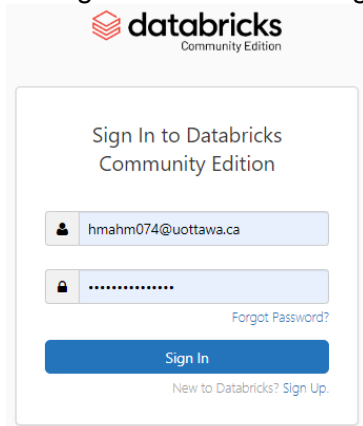 databricks
Community Edition
Sign In to Databricks
Community Edition
hmahm074@uottawa.ca
•••••••••••••••
Forgot Password?
Sign In
New to Databricks? Sign Up.